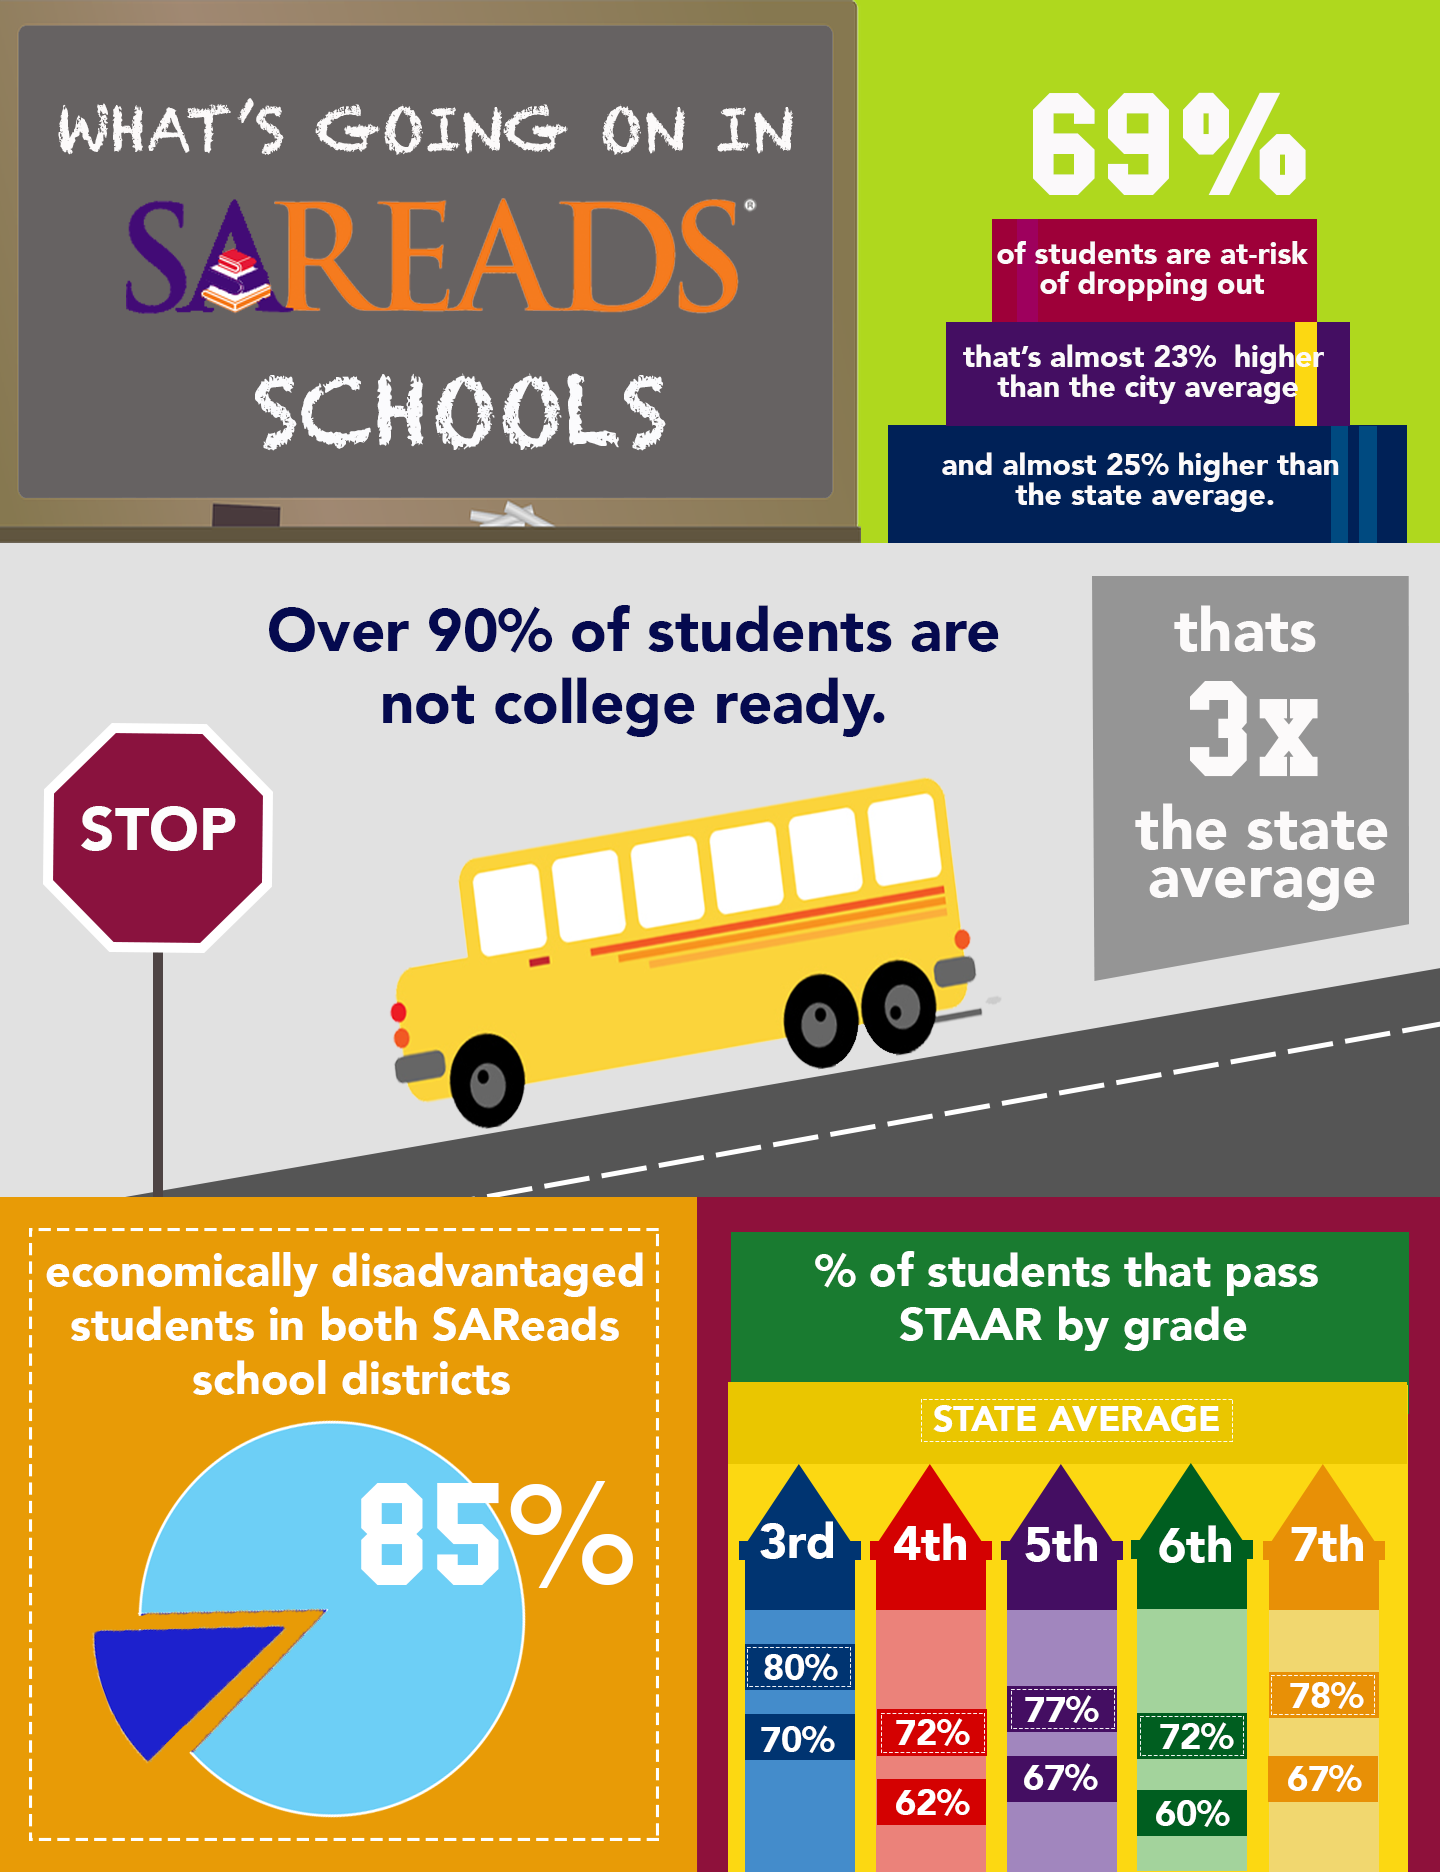 WHAT'S GOING ON IN
SAREADS®
SCHOOLS
69%
of students are at-risk
of dropping out
that's almost 23% higher
than the city average
and almost 25% higher than
the state average.
Over 90% of students are
not college ready.
thats
3x
the state
average
STOP
economically disadvantaged
students in both SAReads
school districts
85%
% of students that pass
STAAR by grade
STATE AVERAGE
3rd 4th 5th 6th 7th
80% 72% 77% 72% 78%
70% 62% 67% 60% 67%